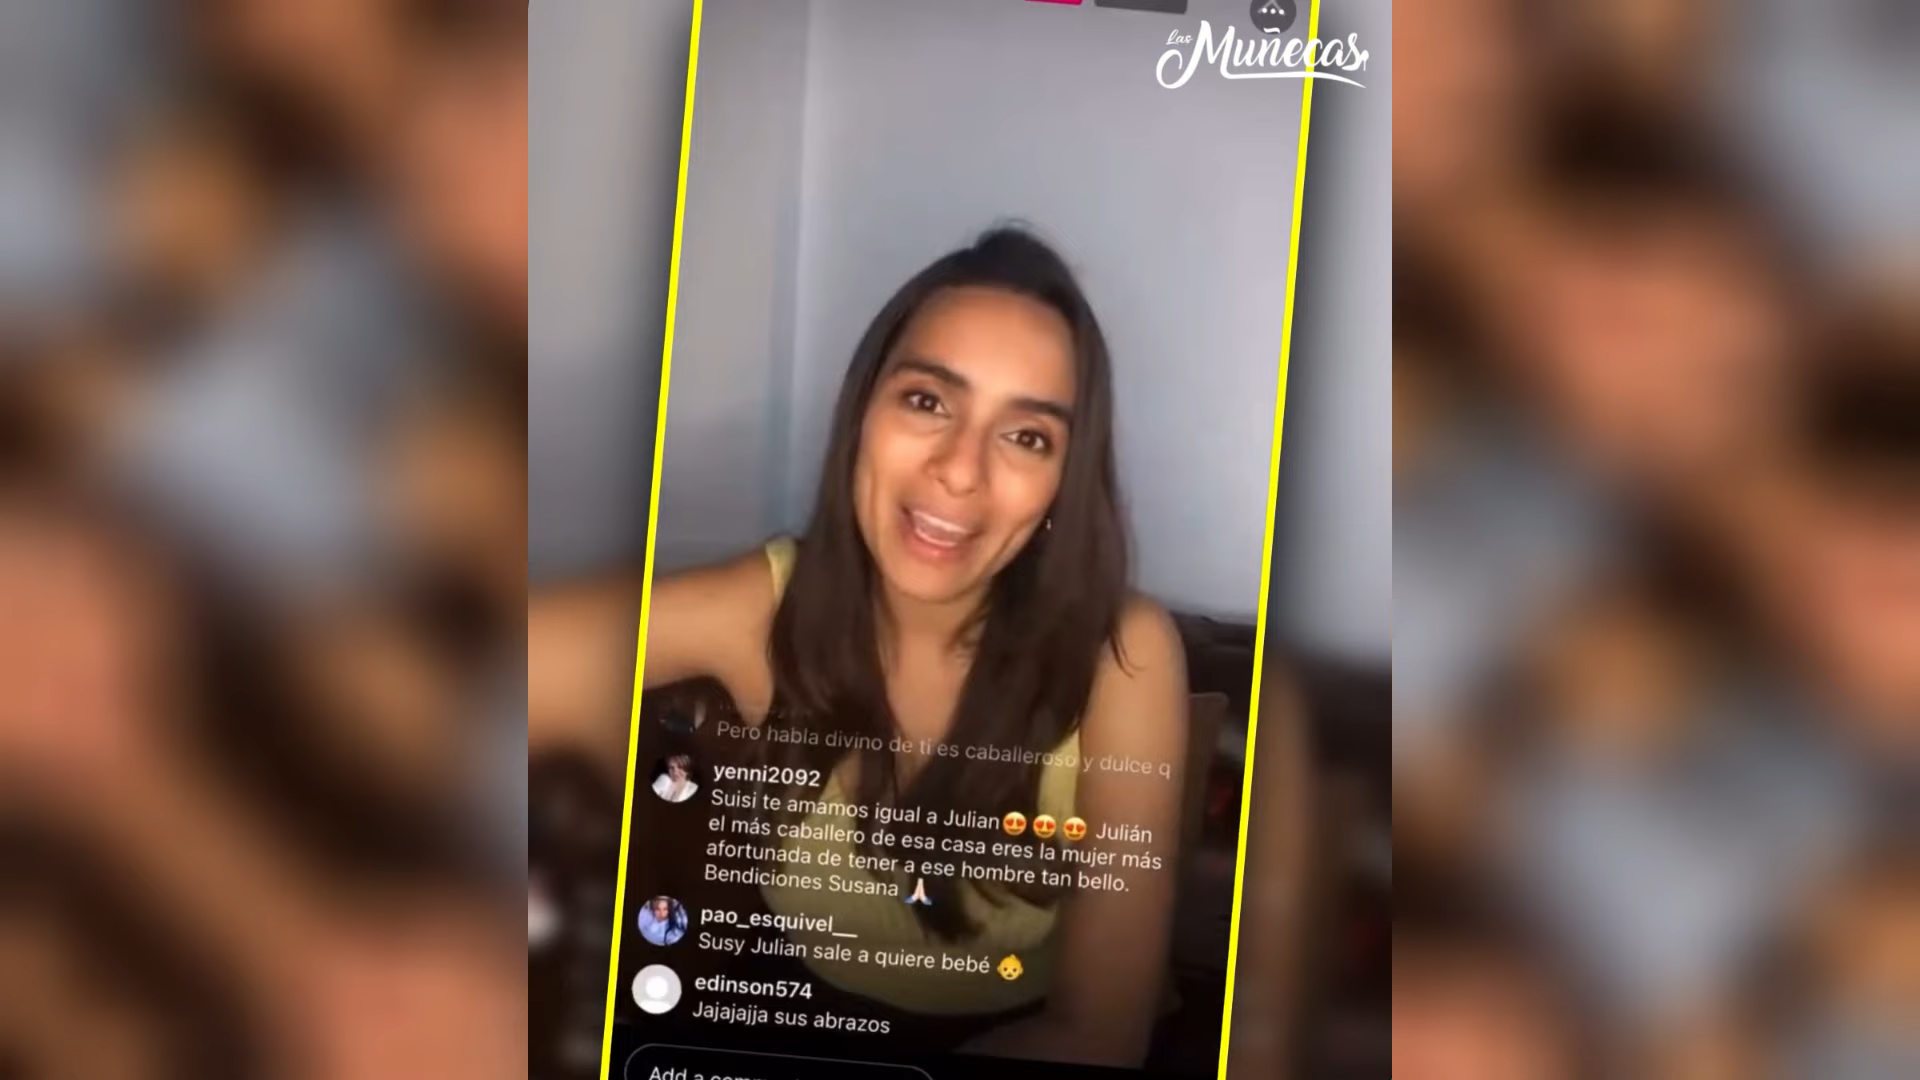 Las Muñecas
Pero habla divino de ti es caballeroso y dulce q
yenni2092
Suisi te amamos igual a Julian😍😍😍 Julián
el más caballero de esa casa eres la mujer más
afortunada de tener a ese hombre tan bello.
Bendiciones Susana 🙏🏻
pao_esquivel__
Susy Julian sale a quiere bebé 👶
edinson574
Jajajajja sus abrazos
Add a